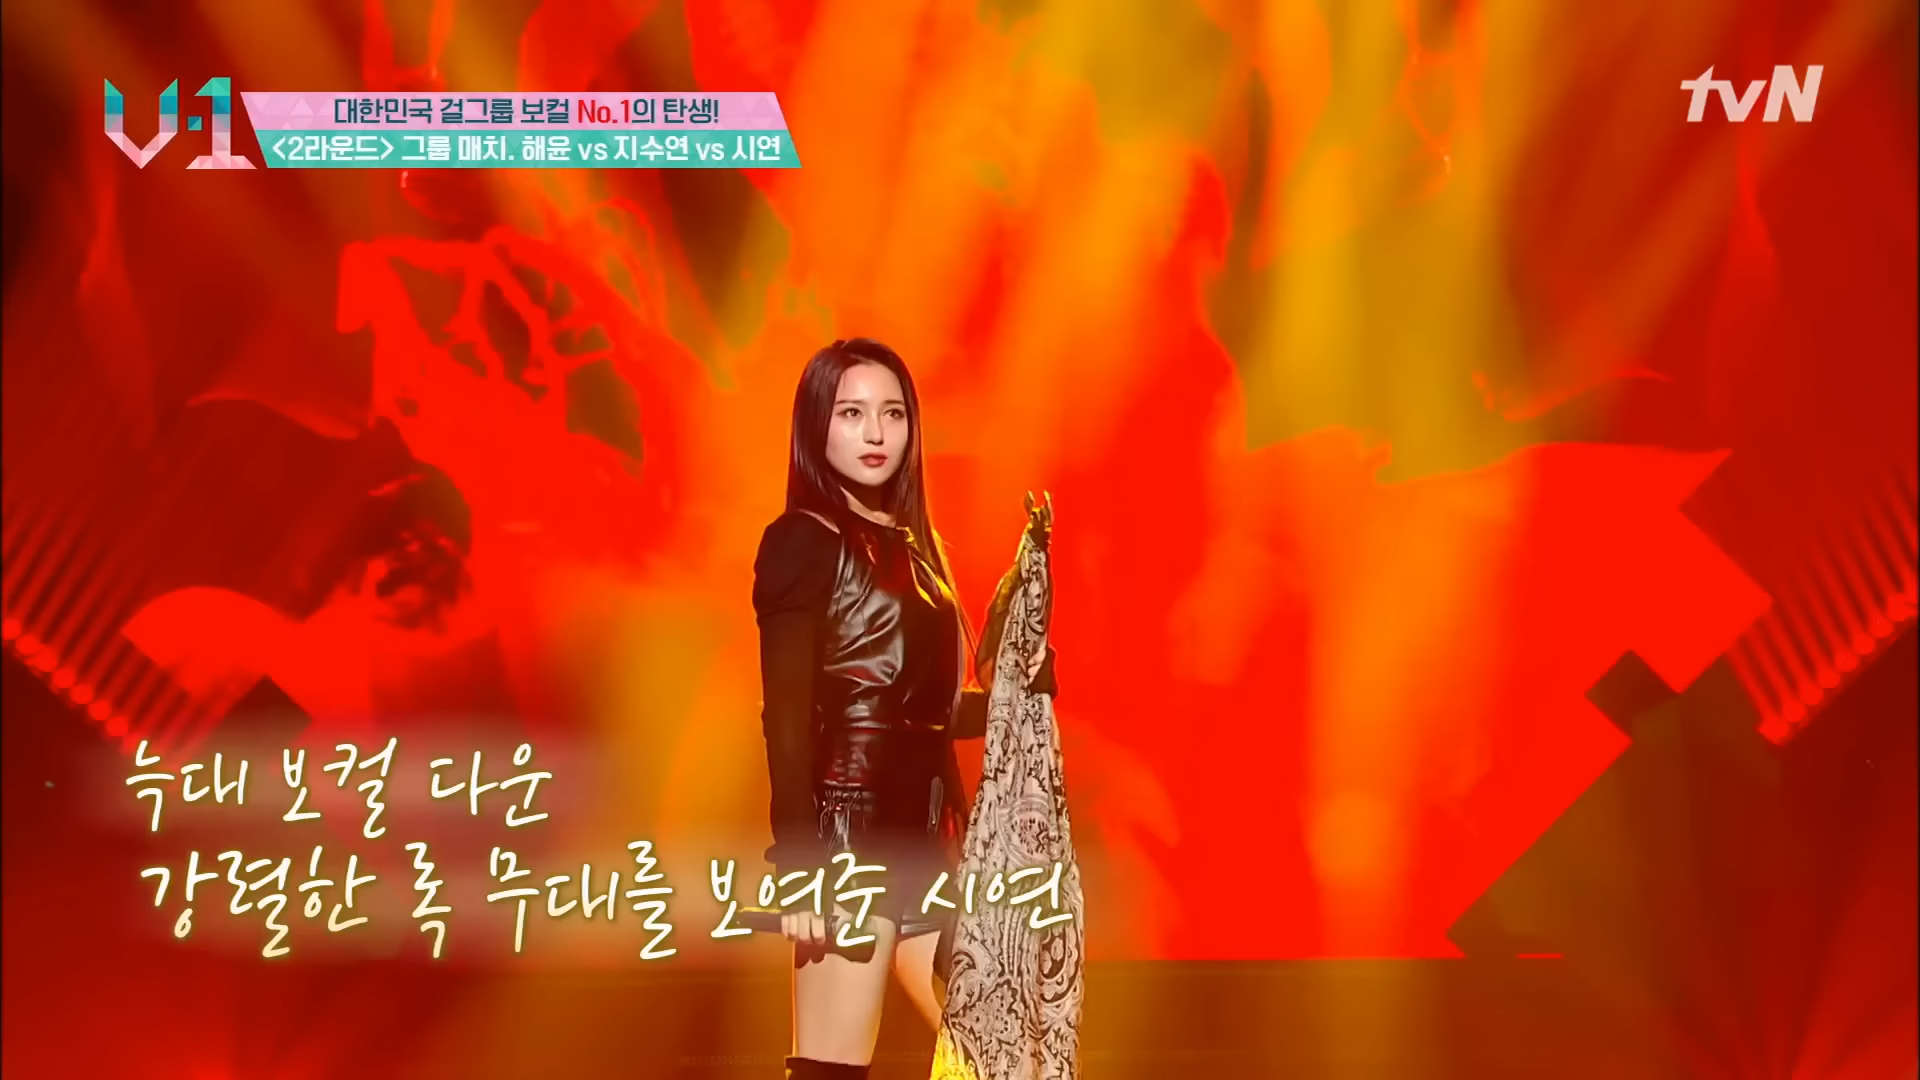 V-1
대한민국 걸그룹 보컬 No.1의 탄생!
<2라운드> 그룹 매치. 해윤 vs 지수연 vs 시연
tvN
늑대 보컬 다운
강렬한 록 무대를 보여준 시연